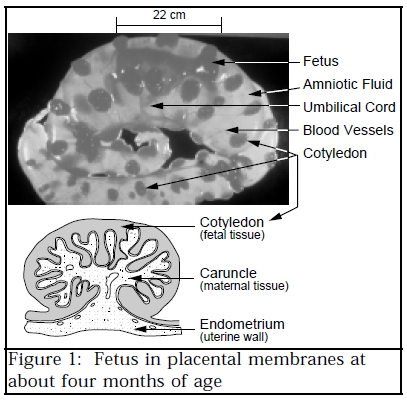 22 cm
Fetus
Amniotic Fluid
Umbilical Cord
Blood Vessels
Cotyledon
Cotyledon
(fetal tissue)
Caruncle
(maternal tissue)
Endometrium
(uterine wall)
Figure 1:  Fetus in placental membranes at
about four months of age